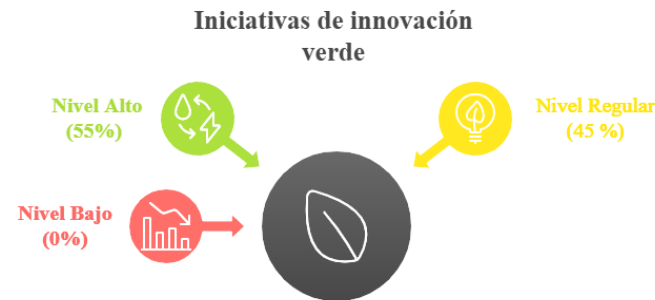 Iniciativas de innovación
verde
Nivel Alto
(55%)
Nivel Regular
(45 %)
Nivel Bajo
(0%)